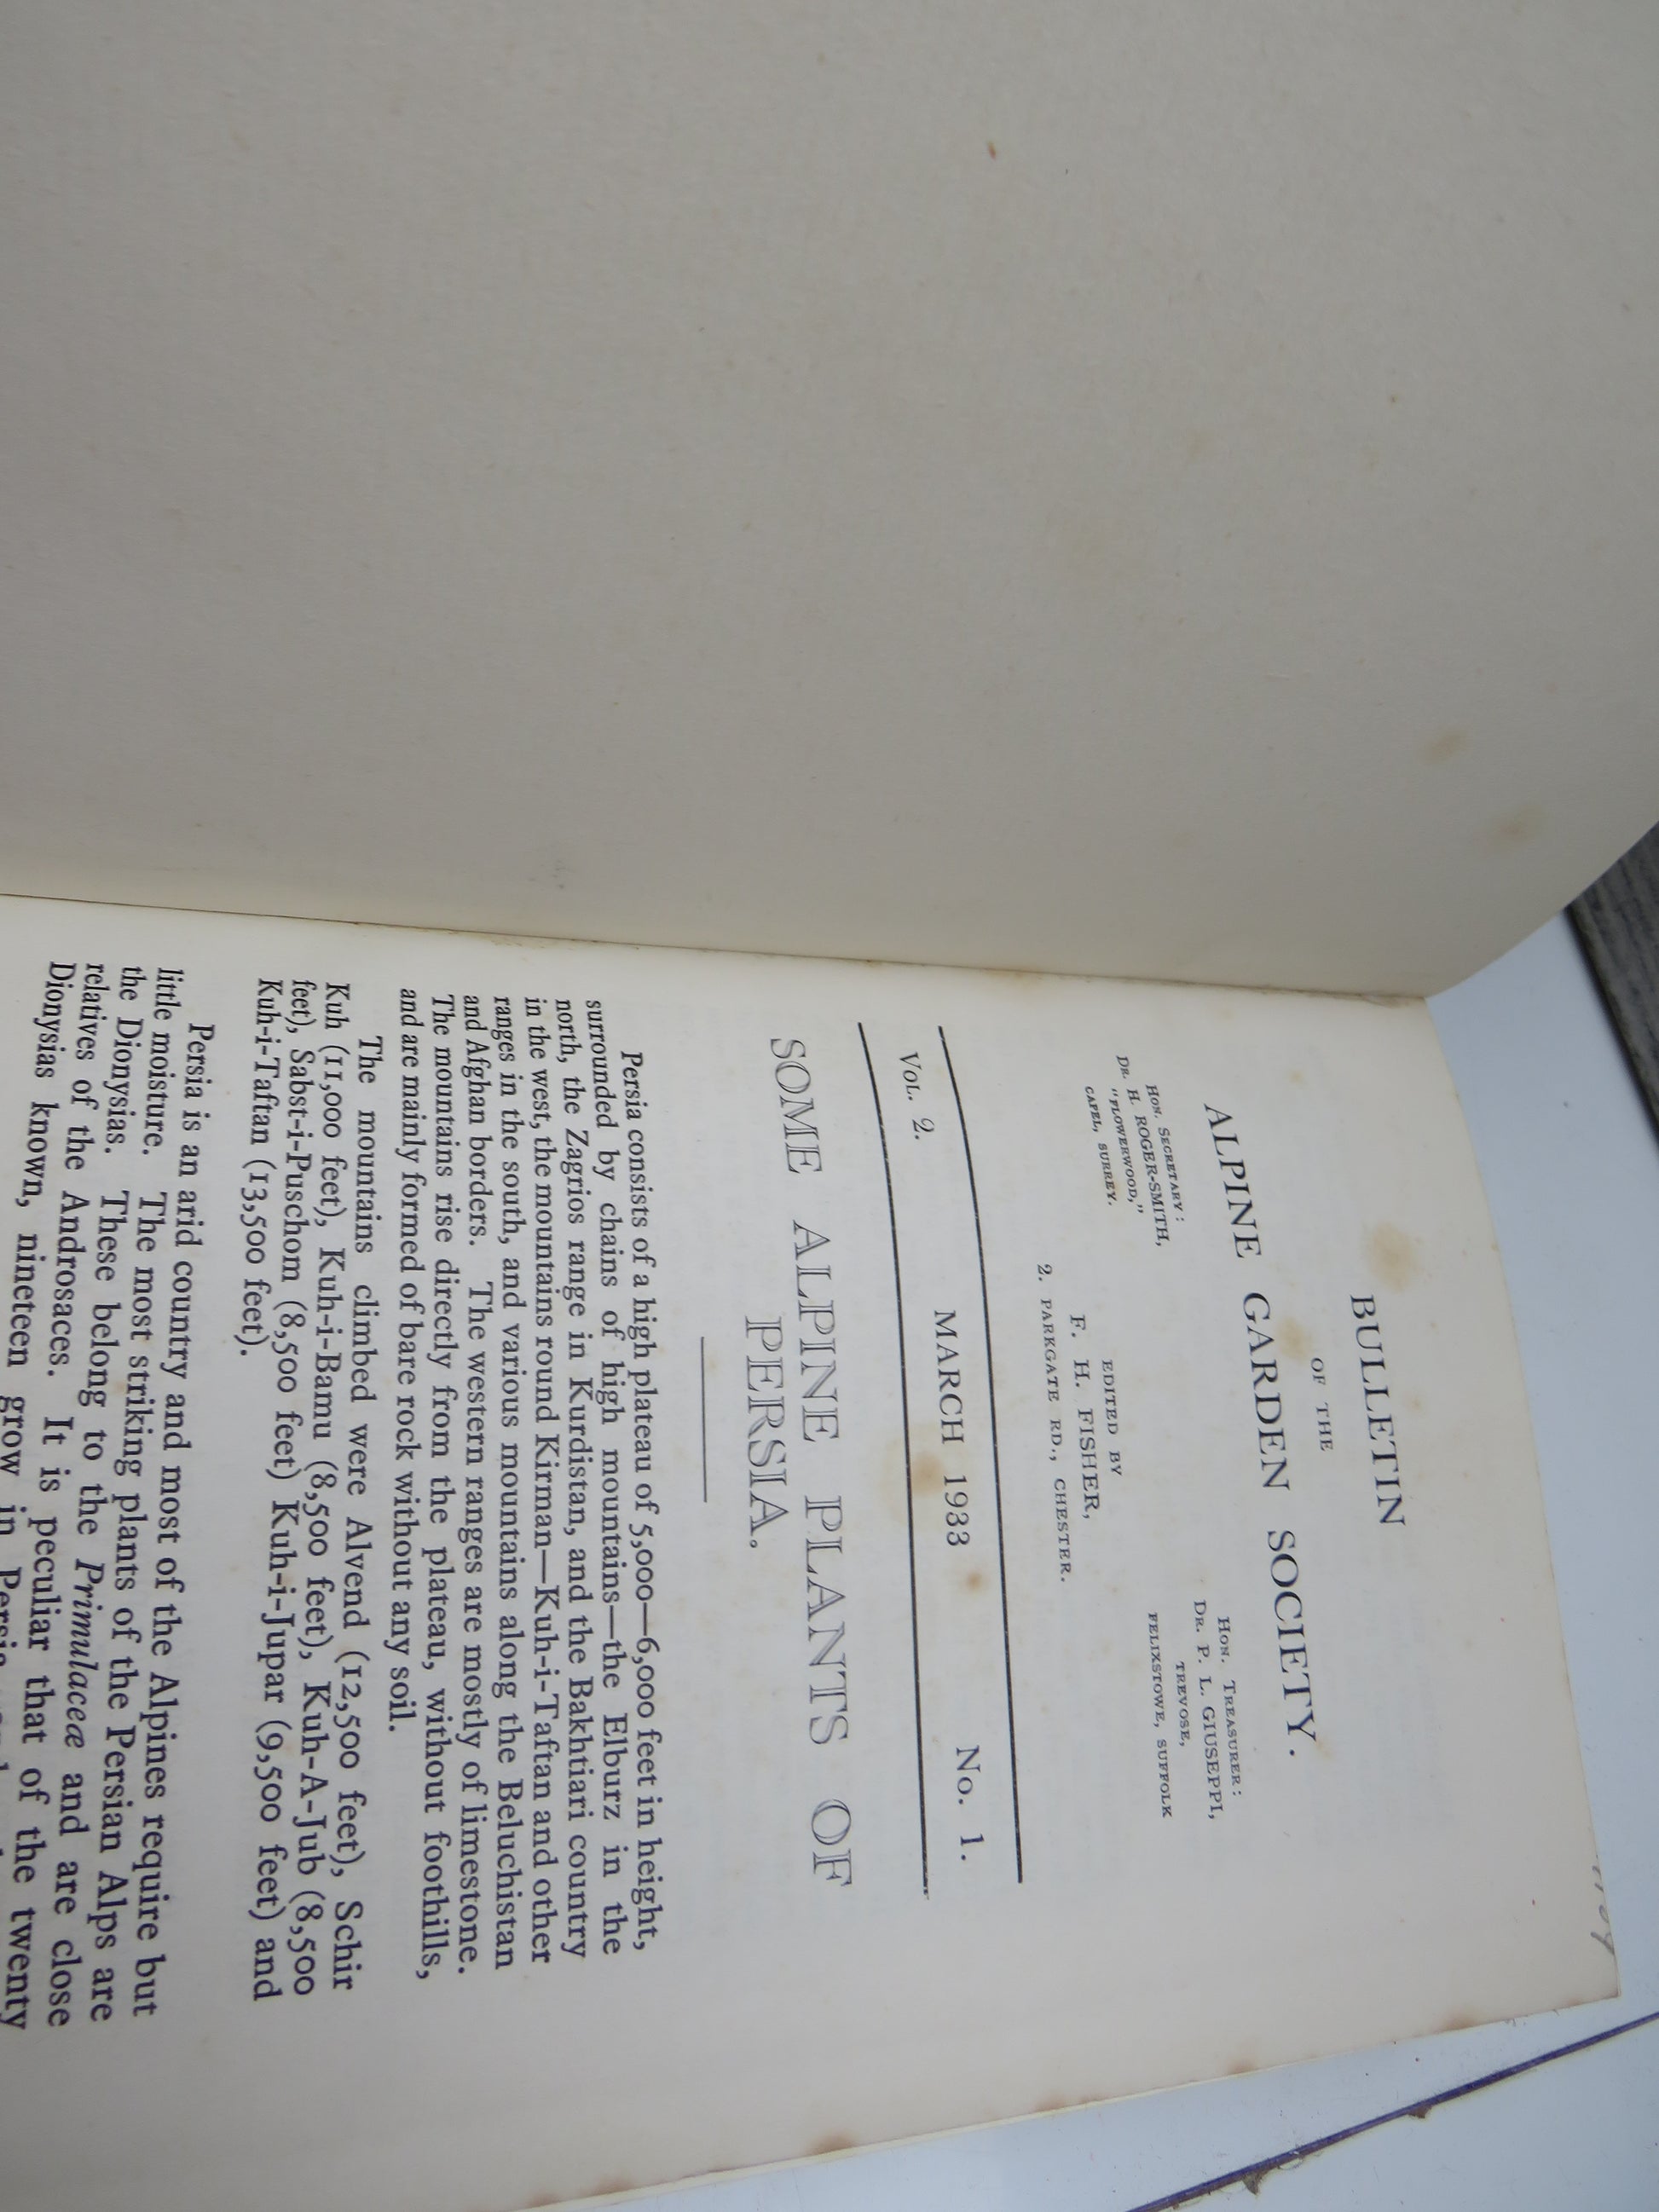 BULLETIN
OF THE
ALPINE GARDEN SOCIETY.
HON. SECRETARY:
DR. H. ROGER-SMITH,
"FLOWERWOOD,"
CAPEL, SURREY.
HON. TREASURER:
DR. P. L. GIUSEPPI,
TREVOSE,
FELIXSTOWE, SUFFOLK
EDITED BY
F. H. FISHER,
2. PARKGATE RD., CHESTER.
VOL. 2. MARCH 1933 No. 1.
SOME ALPINE PLANTS OF
PERSIA.
Persia consists of a high plateau of 5,000—6,000 feet in height,
surrounded by chains of high mountains—the Elburz in the
north, the Zagrios range in Kurdistan, and the Bakhtiari country
in the west, the mountains round Kirman—Kuh-i-Taftan and other
ranges in the south, and various mountains along the Beluchistan
and Afghan borders. The western ranges are mostly of limestone.
The mountains rise directly from the plateau, without foothills,
and are mainly formed of bare rock without any soil.
The mountains climbed were Alvend (12,500 feet), Schir
Kuh (11,000 feet), Kuh-i-Bamu (8,500 feet), Kuh-A-Jub (8,500
feet), Sabst-i-Puschom (8,500 feet) Kuh-i-Jupar (9,500 feet) and
Kuh-i-Taftan (13,500 feet).
Persia is an arid country and most of the Alpines require but
little moisture. The most striking plants of the Persian Alps are
the Dionysias. These belong to the Primulaceæ and are close
relatives of the Androsaces. It is peculiar that of the twenty
Dionysias known, nineteen grow in